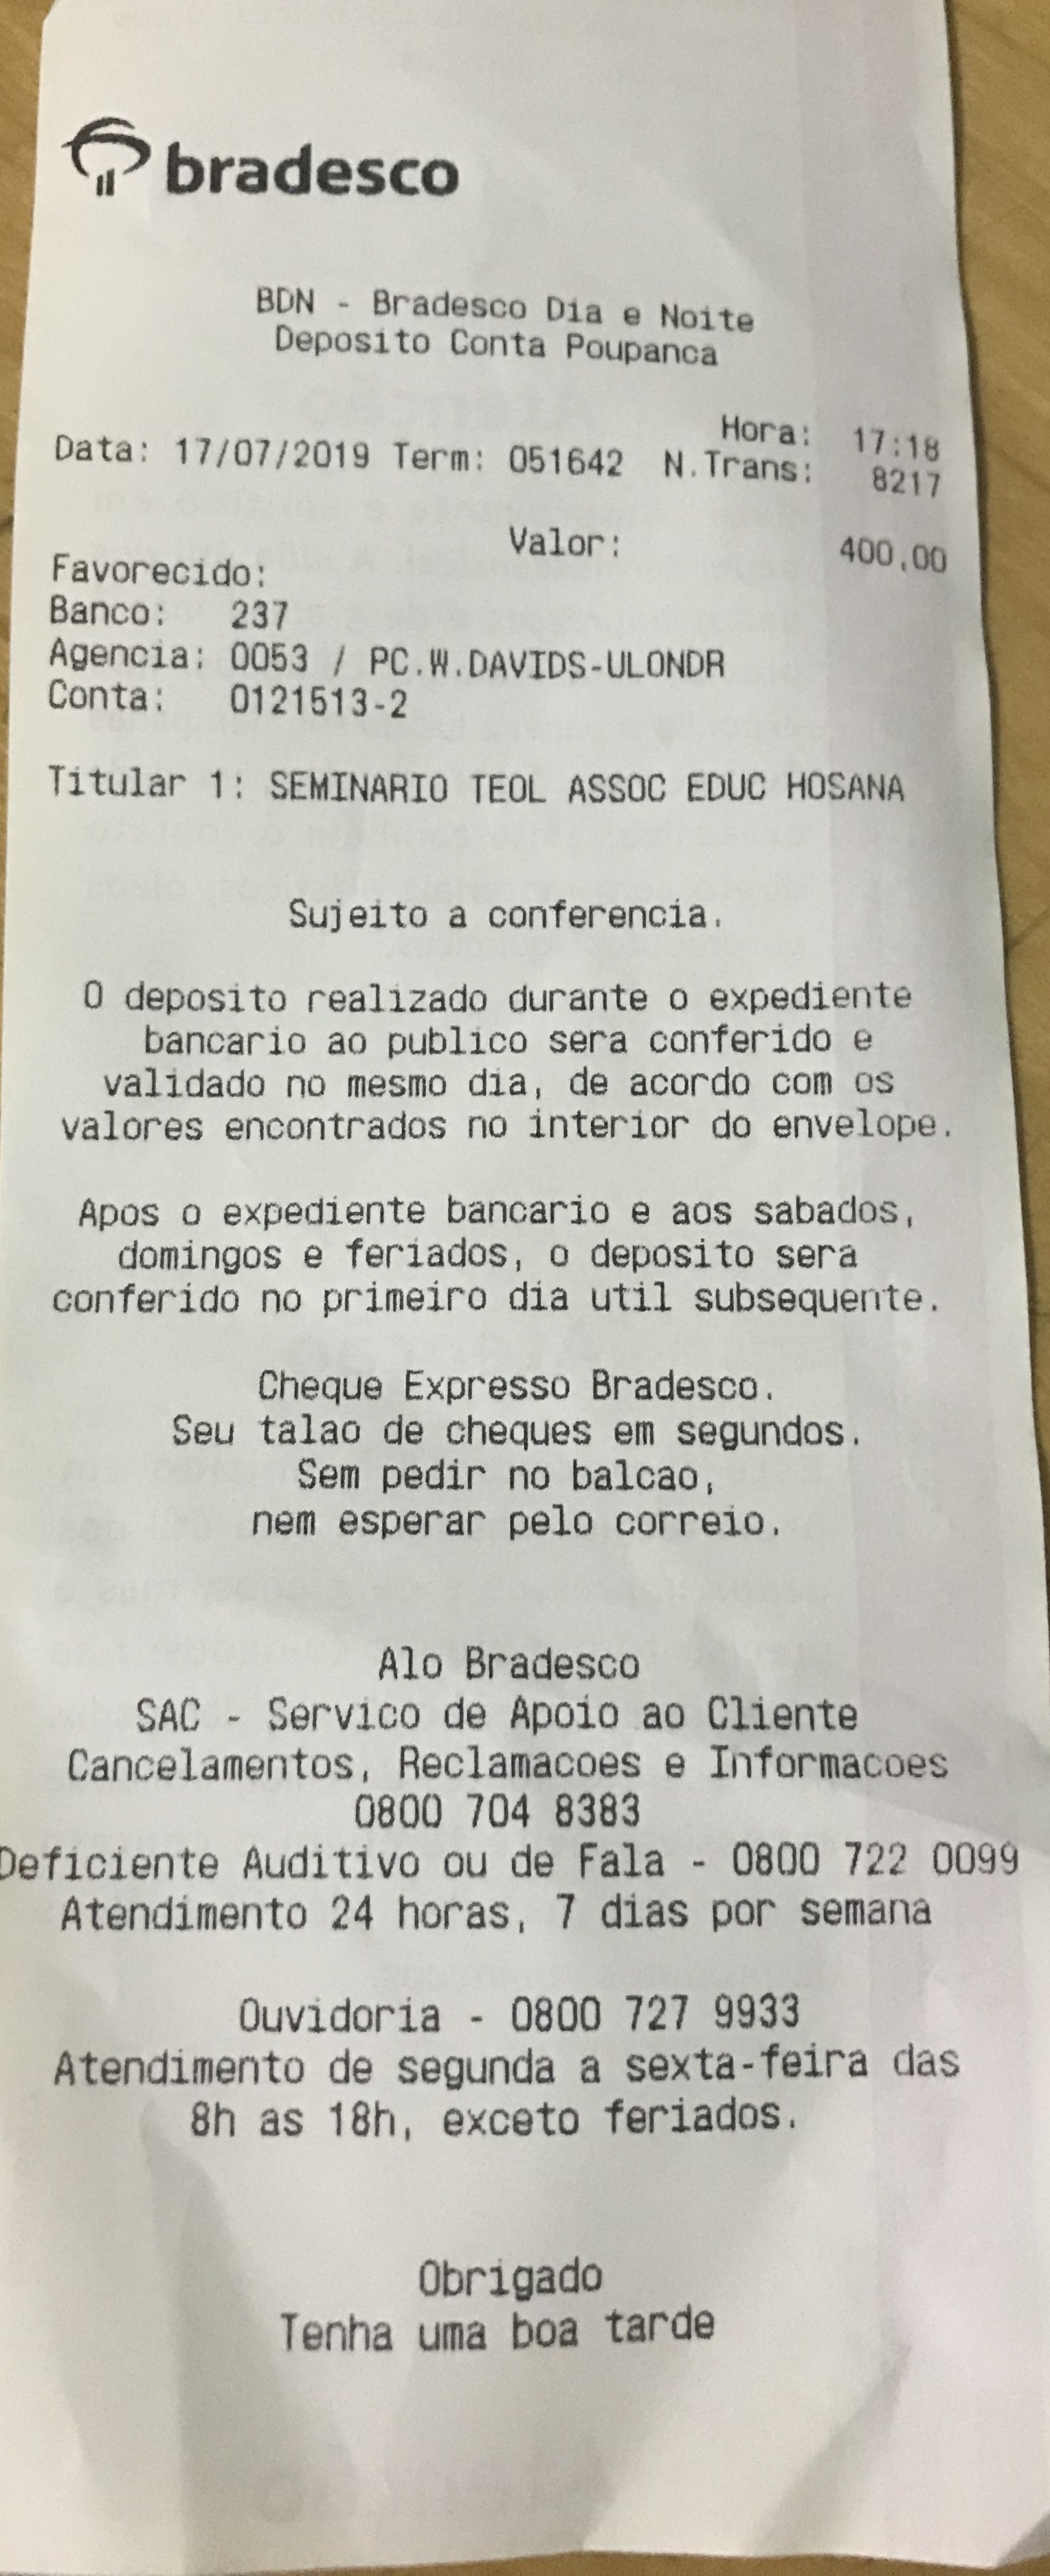 bradesco
BDN - Bradesco Dia e Noite
Deposito Conta Poupanca
Hora: 17:18
Data: 17/07/2019 Term: 051642 N.Trans: 8217
Valor: 400,00
Favorecido:
Banco: 237
Agencia: 0053 / PC.W.DAVIDS-ULONDR
Conta: 0121513-2
Titular 1: SEMINARIO TEOL ASSOC EDUC HOSANA
Sujeito a conferencia.
O deposito realizado durante o expediente
bancario ao publico sera conferido e
validado no mesmo dia, de acordo com os
valores encontrados no interior do envelope.
Apos o expediente bancario e aos sabados,
domingos e feriados, o deposito sera
conferido no primeiro dia util subsequente.
Cheque Expresso Bradesco.
Seu talao de cheques em segundos.
Sem pedir no balcao,
nem esperar pelo correio.
Alo Bradesco
SAC - Servico de Apoio ao Cliente
Cancelamentos, Reclamacoes e Informacoes
0800 704 8383
Deficiente Auditivo ou de Fala - 0800 722 0099
Atendimento 24 horas, 7 dias por semana
Ouvidoria - 0800 727 9933
Atendimento de segunda a sexta-feira das
8h as 18h, exceto feriados.
Obrigado
Tenha uma boa tarde